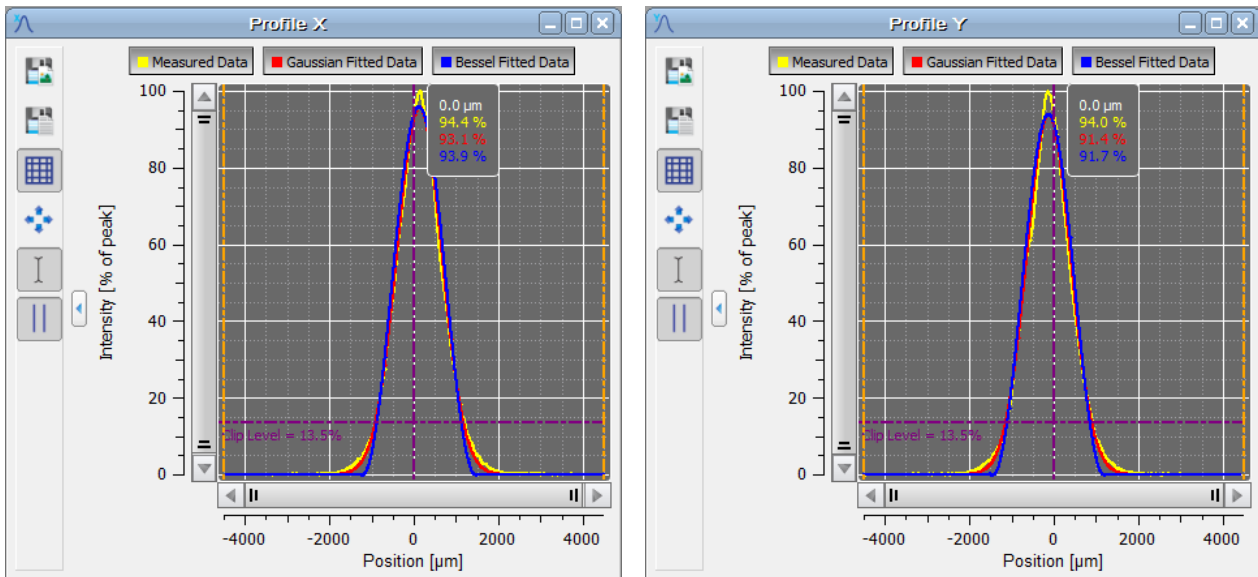 Profile X
Measured Data Gaussian Fitted Data Bessel Fitted Data
100
80
60
40
20
0
Intensity [% of peak]
0.0 µm
94.4 %
93.1 %
93.9 %
Clip Level = 13.5%
-4000 -2000 0 2000 4000
Position [µm]
Profile Y
Measured Data Gaussian Fitted Data Bessel Fitted Data
100
80
60
40
20
0
Intensity [% of peak]
0.0 µm
94.0 %
91.4 %
91.7 %
Clip Level = 13.5%
-4000 -2000 0 2000 4000
Position [µm]